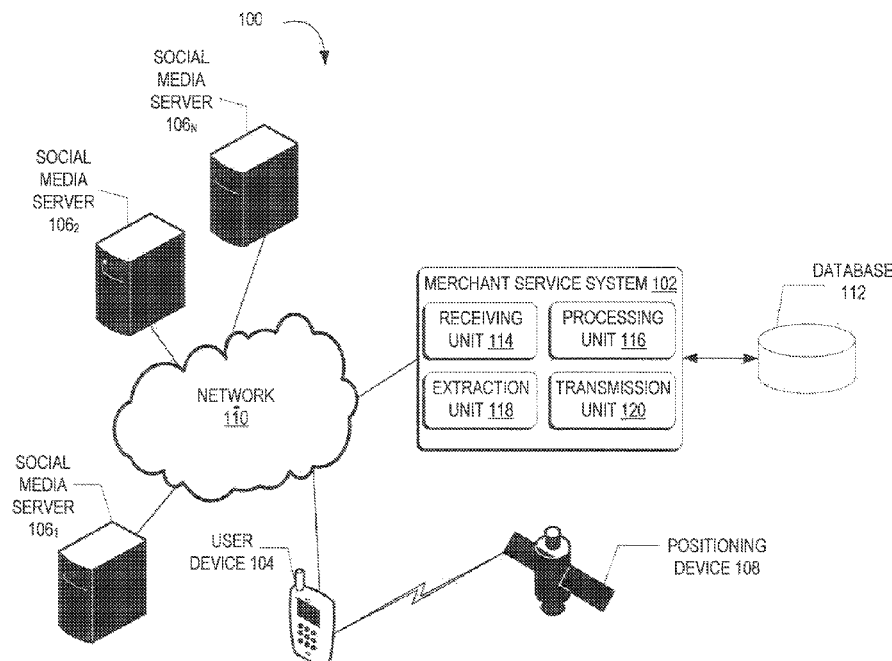 100
SOCIAL
MEDIA
SERVER
106N
SOCIAL
MEDIA
SERVER
1062
MERCHANT SERVICE SYSTEM 102
RECEIVING
UNIT 114
PROCESSING
UNIT 116
EXTRACTION
UNIT 118
TRANSMISSION
UNIT 120
DATABASE
112
NETWORK
110
SOCIAL
MEDIA
SERVER
1061
USER
DEVICE 104
POSITIONING
DEVICE 108